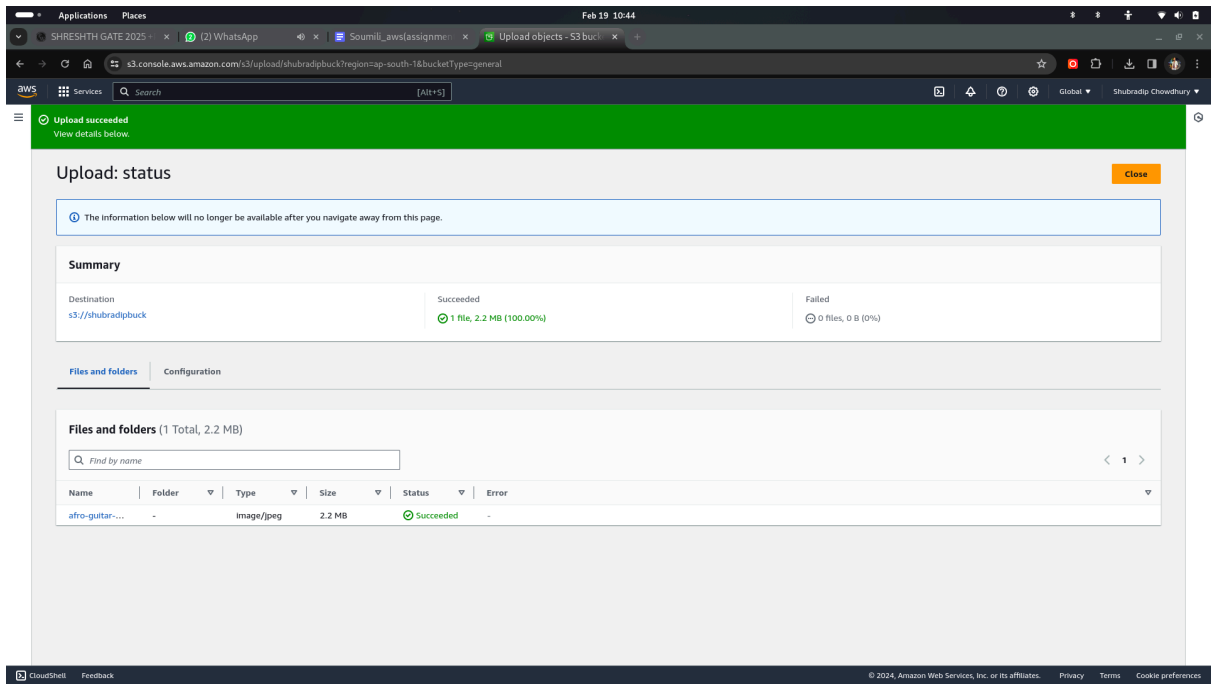 Applications Places Feb 19 10:44
SHRESHTH GATE 2025 (2) WhatsApp Soumili_aws(assignmen Upload objects - S3 buck
s3.console.aws.amazon.com/s3/upload/shubradipbuck?region=ap-south-1&bucketType=general
aws Services Search [Alt+S] Global Shubradip Chowdhury
Upload succeeded
View details below.
Upload: status Close
The information below will no longer be available after you navigate away from this page.
Summary
Destination Succeeded Failed
s3://shubradipbuck 1 file, 2.2 MB (100.00%) 0 files, 0 B (0%)
Files and folders Configuration
Files and folders (1 Total, 2.2 MB)
Find by name 1
Name Folder Type Size Status Error
afro-guitar-... - image/jpeg 2.2 MB Succeeded -
CloudShell Feedback © 2024, Amazon Web Services, Inc. or its affiliates. Privacy Terms Cookie preferences